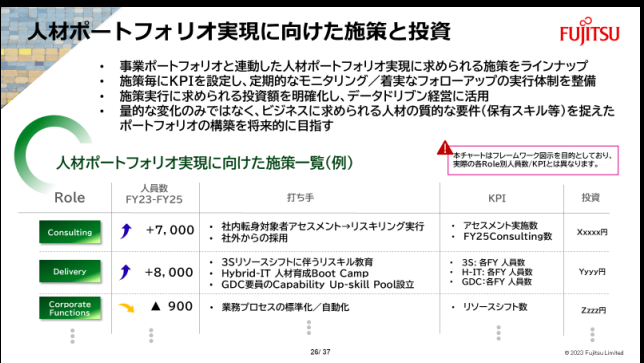 人材ポートフォリオ実現に向けた施策と投資
FUJITSU
• 事業ポートフォリオと連動した人材ポートフォリオ実現に求められる施策をラインナップ
• 施策毎にKPIを設定し、定期的なモニタリング/着実なフォローアップの実行体制を整備
• 施策実行に求められる投資額を明確化し、データドリブン経営に活用
• 量的な変化のみではなく、ビジネスに求められる人材の質的な要件(保有スキル等)を捉えた
ポートフォリオの構築を将来的に目指す
人材ポートフォリオ実現に向けた施策一覧(例)
本チャートはフレームワーク図示を目的としており、
実際の各Role別人員数/KPIとは異なります。
Role
人員数
FY23-FY25
打ち手
KPI
投資
Consulting
+7,000
• 社内転身対象者アセスメント→リスキリング実行
• 社外からの採用
• アセスメント実施数
• FY25Consulting数
Xxxxx円
Delivery
+8,000
• 3Sリソースシフトに伴うリスキル教育
• Hybrid-IT 人材育成Boot Camp
• GDC要員のCapability Up-skill Pool設立
• 3S: 各FY 人員数
• H-IT: 各FY 人員数
• GDC:各FY 人員数
Yyyy円
Corporate
Functions
▲ 900
• 業務プロセスの標準化/自動化
• リソースシフト数
Zzzz円
26/ 37
© 2023 Fujitsu Limited